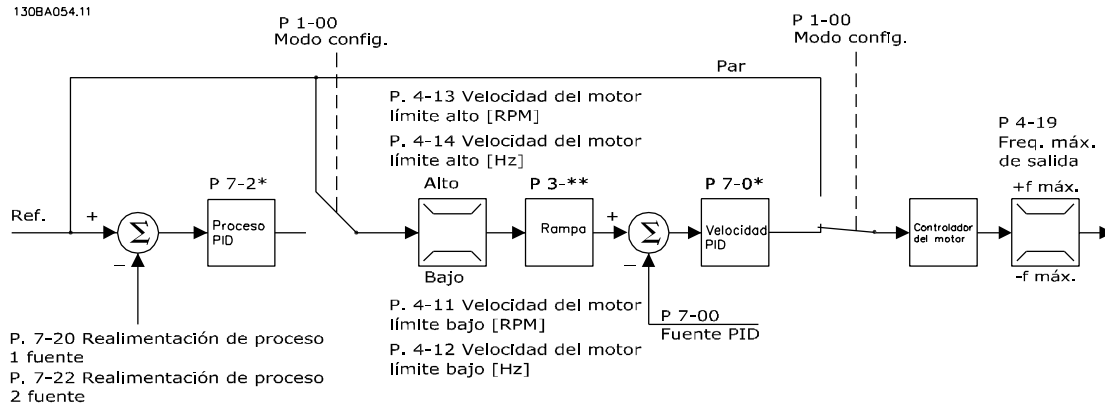 130BA054.11
P 1-00
Modo config.
P 1-00
Modo config.
Par
P. 4-13 Velocidad del motor
límite alto [RPM]
P. 4-14 Velocidad del motor
límite alto [Hz]
P 4-19
Freq. máx.
de salida
P 7-2*
Alto
P 3-**
P 7-0*
+f máx.
Ref.
+
Σ
Proceso
PID
Rampa
+
Σ
Velocidad
PID
Controlador
del motor
_
Bajo
_
-f máx.
P. 7-20 Realimentación de proceso
1 fuente
P. 7-22 Realimentación de proceso
2 fuente
P. 4-11 Velocidad del motor
límite bajo [RPM]
P. 4-12 Velocidad del motor
límite bajo [Hz]
P 7-00
Fuente PID